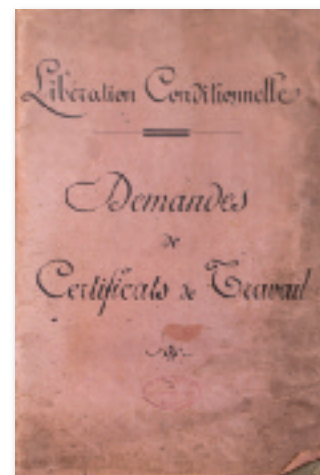 Libération Conditionnelle
Demandes
de
Certificats de Travail